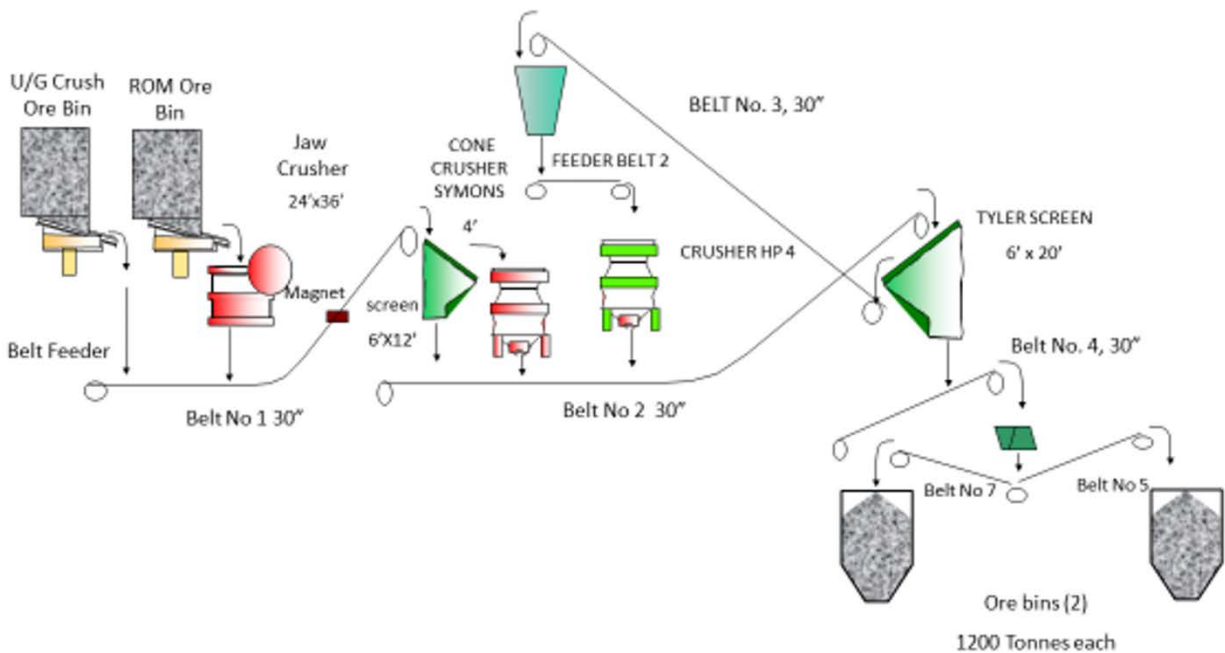 U/G Crush
Ore Bin
ROM Ore
Bin
Jaw
Crusher
24'x36'
Magnet
Belt Feeder
Belt No 1 30”
CONE
CRUSHER
SYMONS
4'
screen
6'X12'
FEEDER BELT 2
BELT No. 3, 30”
CRUSHER HP 4
Belt No 2 30”
TYLER SCREEN
6' x 20'
Belt No. 4, 30”
Belt No 7
Belt No 5
Ore bins (2)
1200 Tonnes each